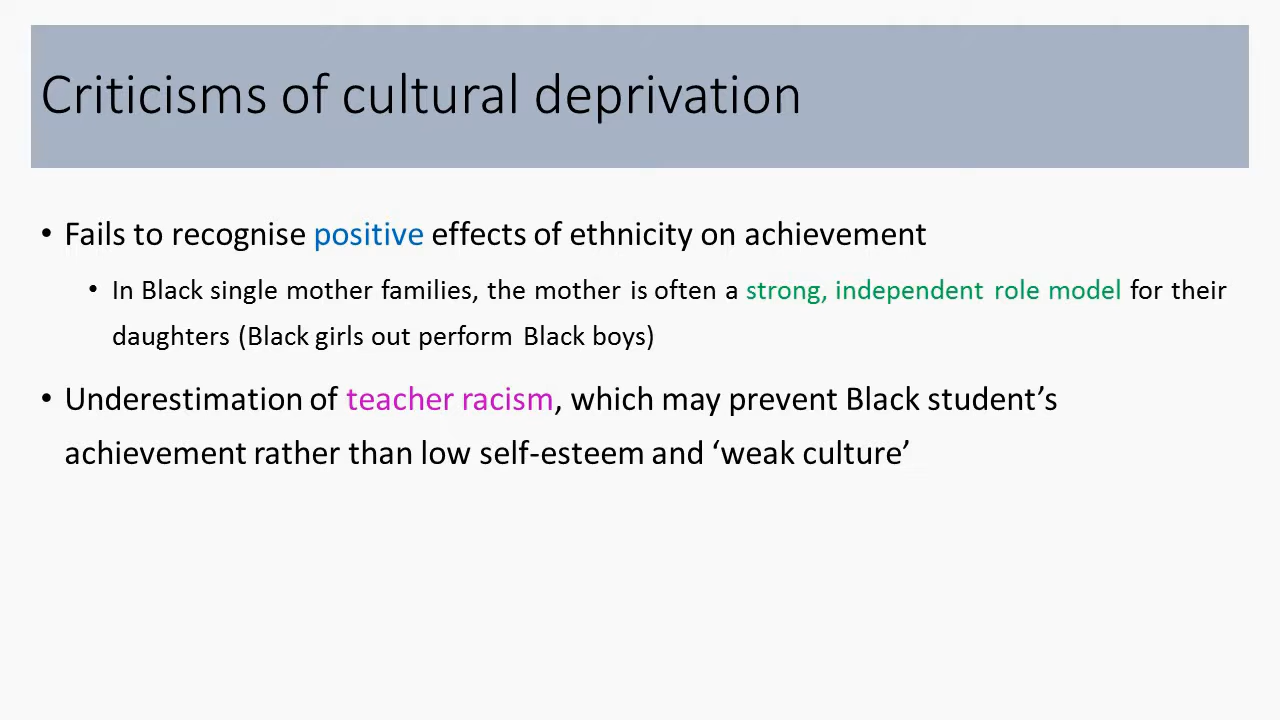 Criticisms of cultural deprivation
• Fails to recognise positive effects of ethnicity on achievement
• In Black single mother families, the mother is often a strong, independent role model for their
daughters (Black girls out perform Black boys)
• Underestimation of teacher racism, which may prevent Black student’s
achievement rather than low self-esteem and ‘weak culture’